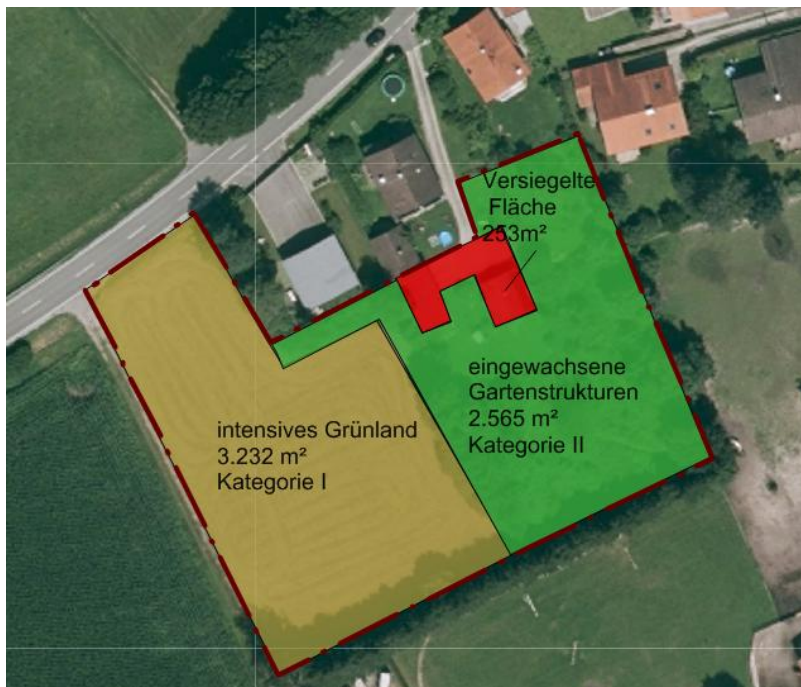 Versiegelte
Fläche
253m²
eingewachsene
Gartenstrukturen
2.565 m²
Kategorie II
intensives Grünland
3.232 m²
Kategorie I